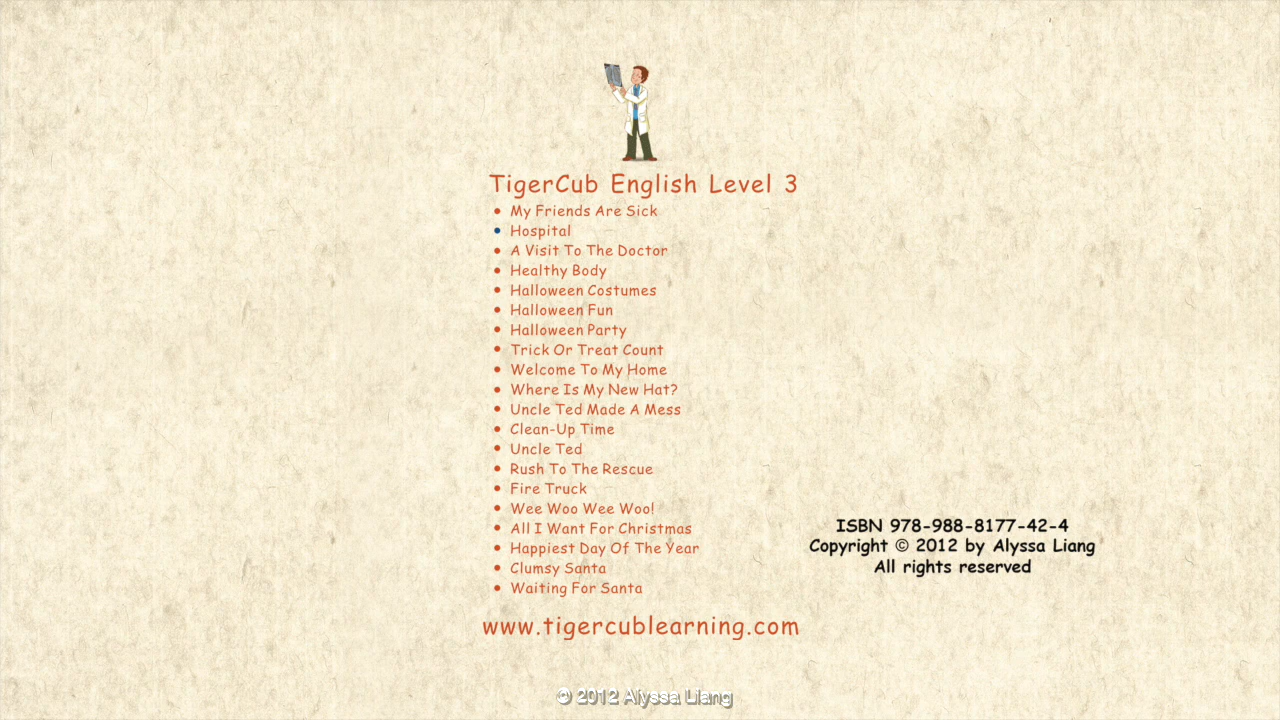 TigerCub English Level 3
• My Friends Are Sick
• Hospital
• A Visit To The Doctor
• Healthy Body
• Halloween Costumes
• Halloween Fun
• Halloween Party
• Trick Or Treat Count
• Welcome To My Home
• Where Is My New Hat?
• Uncle Ted Made A Mess
• Clean-Up Time
• Uncle Ted
• Rush To The Rescue
• Fire Truck
• Wee Woo Wee Woo!
• All I Want For Christmas
• Happiest Day Of The Year
• Clumsy Santa
• Waiting For Santa
ISBN 978-988-8177-42-4
Copyright © 2012 by Alyssa Liang
All rights reserved
www.tigercublearning.com
© 2012 Alyssa Liang